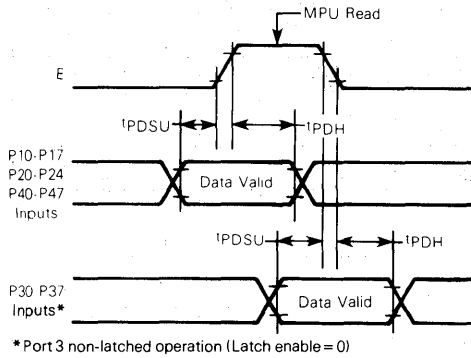 MPU Read
E
tPDSU
tPDH
P10-P17
P20-P24
P40-P47
Inputs
Data Valid
tPDSU
tPDH
P30 P37
Inputs*
Data Valid
*Port 3 non-latched operation (Latch enable = 0)